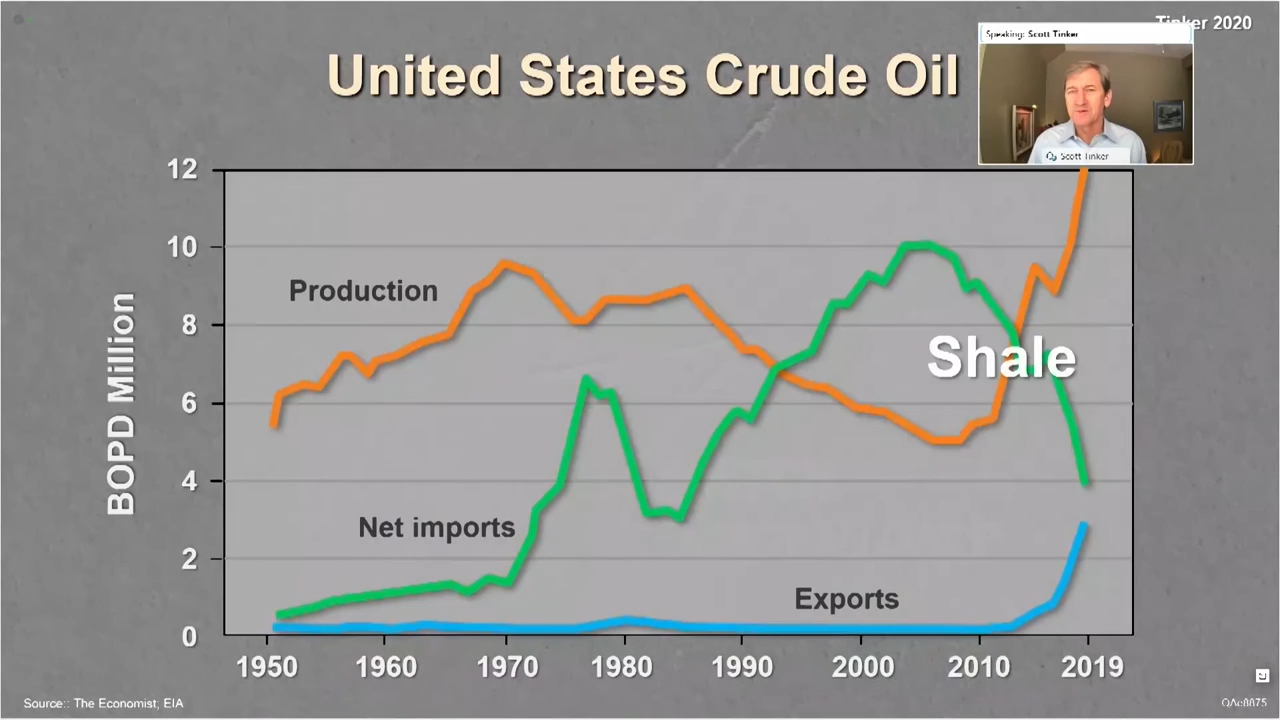 Tinker 2020
Speaking: Scott Tinker
United States Crude Oil
Scott Tinker
12
10
8
6
4
2
0
BOPD Million
Production
Net imports
Shale
Exports
1950 1960 1970 1980 1990 2000 2010 2019
Source:: The Economist, EIA
QAe8875